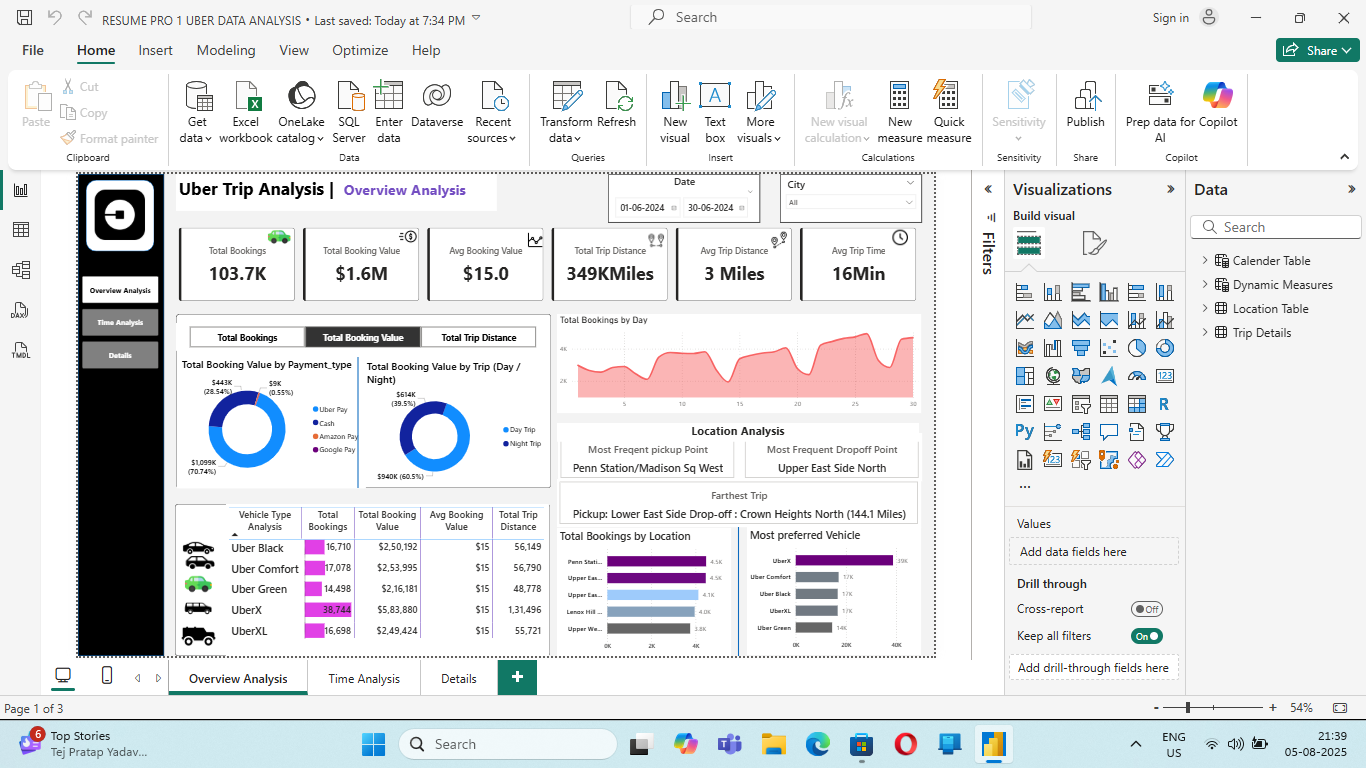 RESUME PRO 1 UBER DATA ANALYSIS • Last saved: Today at 7:34 PM
Search
Sign in
File Home Insert Modeling View Optimize Help
Share
Paste
Cut
Copy
Format painter
Clipboard
Get data
Excel workbook
OneLake catalog
SQL Server
Enter data
Dataverse
Recent sources
Data
Transform data
Refresh
Queries
New visual
Text box
More visuals
Insert
New visual calculation
New measure
Quick measure
Calculations
Sensitivity
Sensitivity
Publish
Share
Prep data for AI
Copilot
Copilot
Uber Trip Analysis | Overview Analysis
Date
01-06-2024 30-06-2024
City
All
Overview Analysis
Time Analysis
Details
Total Bookings
103.7K
Total Booking Value
$1.6M
Avg Booking Value
$15.0
Total Trip Distance
349KMiles
Avg Trip Distance
3 Miles
Avg Trip Time
16Min
Total Bookings Total Booking Value Total Trip Distance
Total Booking Value by Payment_type
$443K
(28.54%)
$9K
(0.55%)
$1,099K
(70.74%)
Uber Pay
Cash
Amazon Pay
Google Pay
Total Booking Value by Trip (Day /
Night)
$614K
(39.5%)
$940K (60.5%)
Day Trip
Night Trip
Total Bookings by Day
4K
2K
5 10 15 20 25 30
Location Analysis
Most Freqent pickup Point
Penn Station/Madison Sq West
Most Frequent Dropoff Point
Upper East Side North
Farthest Trip
Pickup: Lower East Side Drop-off : Crown Heights North (144.1 Miles)
Vehicle Type Analysis Total Bookings Total Booking Value Avg Booking Value Total Trip Distance
Uber Black 16,710 $2,50,192 $15 56,149
Uber Comfort 17,078 $2,53,995 $15 56,790
Uber Green 14,498 $2,16,181 $15 48,778
UberX 38,744 $5,83,880 $15 1,31,496
UberXL 16,698 $2,49,424 $15 55,721
Total Bookings by Location
Penn Stati... 4.5K
Upper Eas... 4.5K
Upper Eas... 4.1K
Lenox Hill ... 4.0K
Upper We... 3.8K
0K 2K 4K
Most preferred Vehicle
UberX 39K
Uber Comfort 17K
Uber Black 17K
UberXL 17K
Uber Green 14K
0K 20K 40K
Filters
Visualizations
Build visual
123
R
Py
123
...
Values
Add data fields here
Drill through
Cross-report Off
Keep all filters On
Add drill-through fields here
Data
Search
Calender Table
Dynamic Measures
Location Table
Trip Details
DAX
TMDL
Overview Analysis Time Analysis Details +
Page 1 of 3
- + 54%
6
Top Stories
Tej Pratap Yadav...
Search
ENG
US
21:39
05-08-2025